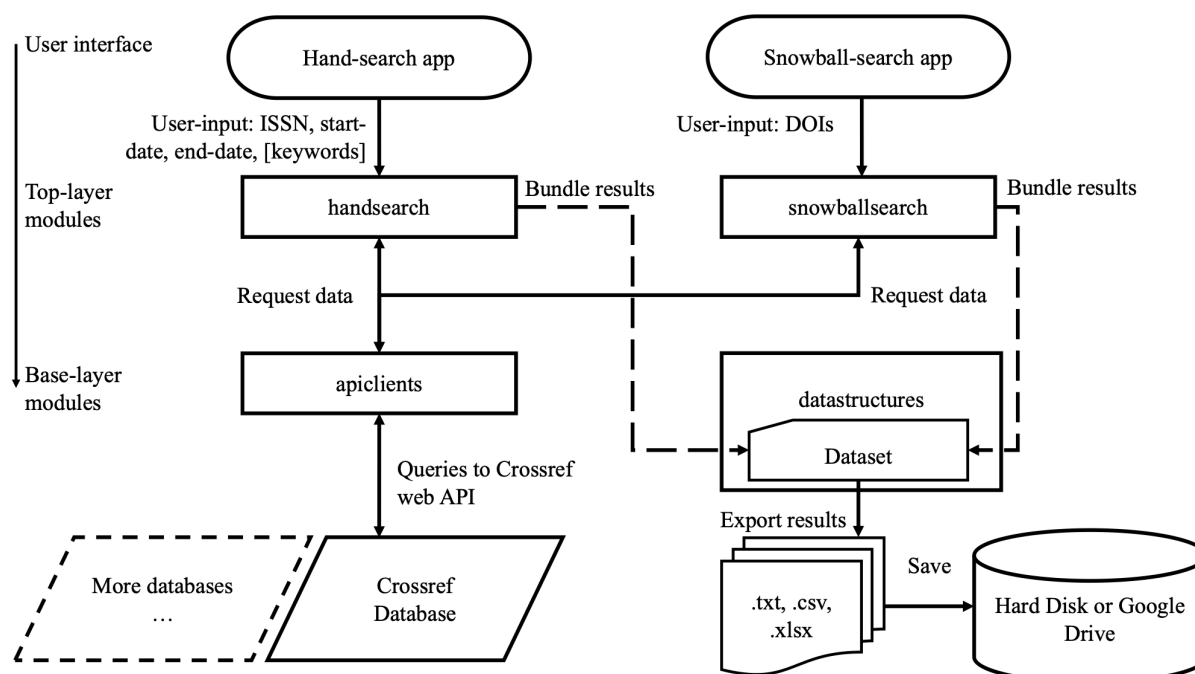 User interface
Hand-search app
Snowball-search app
User-input: ISSN, start-
date, end-date, [keywords]
User-input: DOIs
Top-layer
modules
handsearch
Bundle results
snowballsearch
Bundle results
Request data
Request data
Base-layer
modules
apiclients
datastructures
Dataset
Queries to Crossref
web API
Export results
More databases
…
Crossref
Database
.txt, .csv,
.xlsx
Save
Hard Disk or Google
Drive